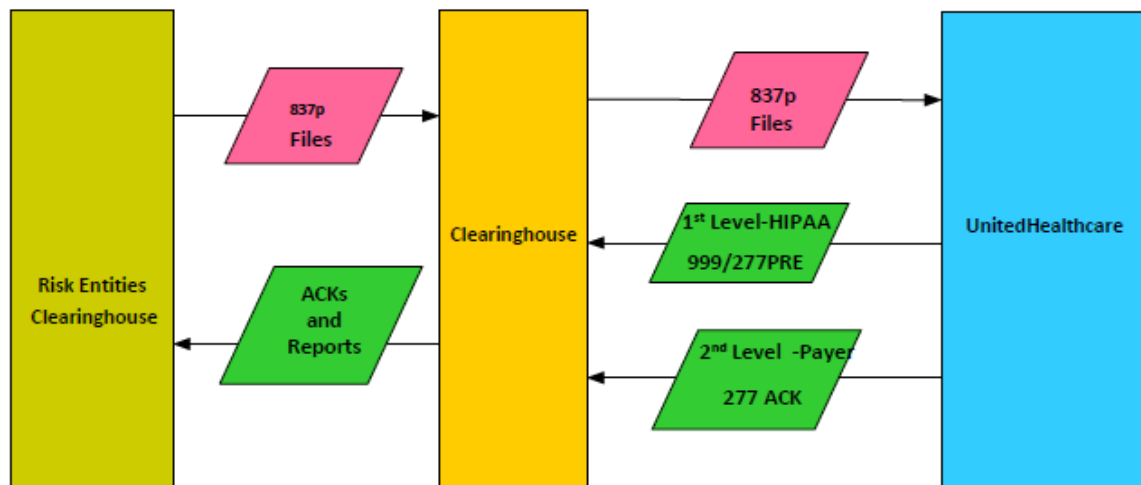 Risk Entities
Clearinghouse
837p
Files
ACKs
and
Reports
Clearinghouse
837p
Files
1st Level-HIPAA
999/277PRE
2nd Level -Payer
277 ACK
UnitedHealthcare